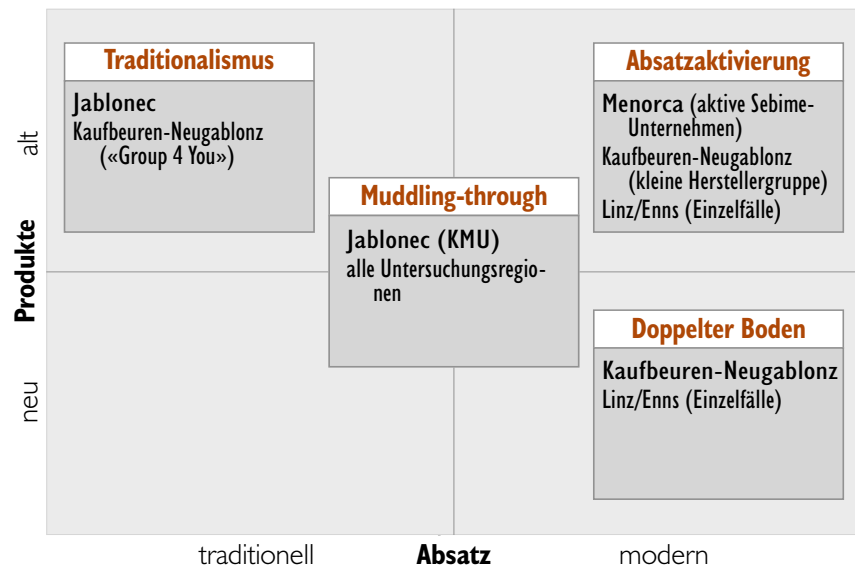 Traditionalismus
Jablonec
Kaufbeuren-Neugablonz
(«Group 4 You»)
Absatzaktivierung
Menorca (aktive Sebime-
Unternehmen)
Kaufbeuren-Neugablonz
(kleine Herstellergruppe)
Linz/Enns (Einzelfälle)
Muddling-through
Jablonec (KMU)
alle Untersuchungsregio-
nen
Doppelter Boden
Kaufbeuren-Neugablonz
Linz/Enns (Einzelfälle)
alt
Produkte
neu
traditionell
Absatz
modern